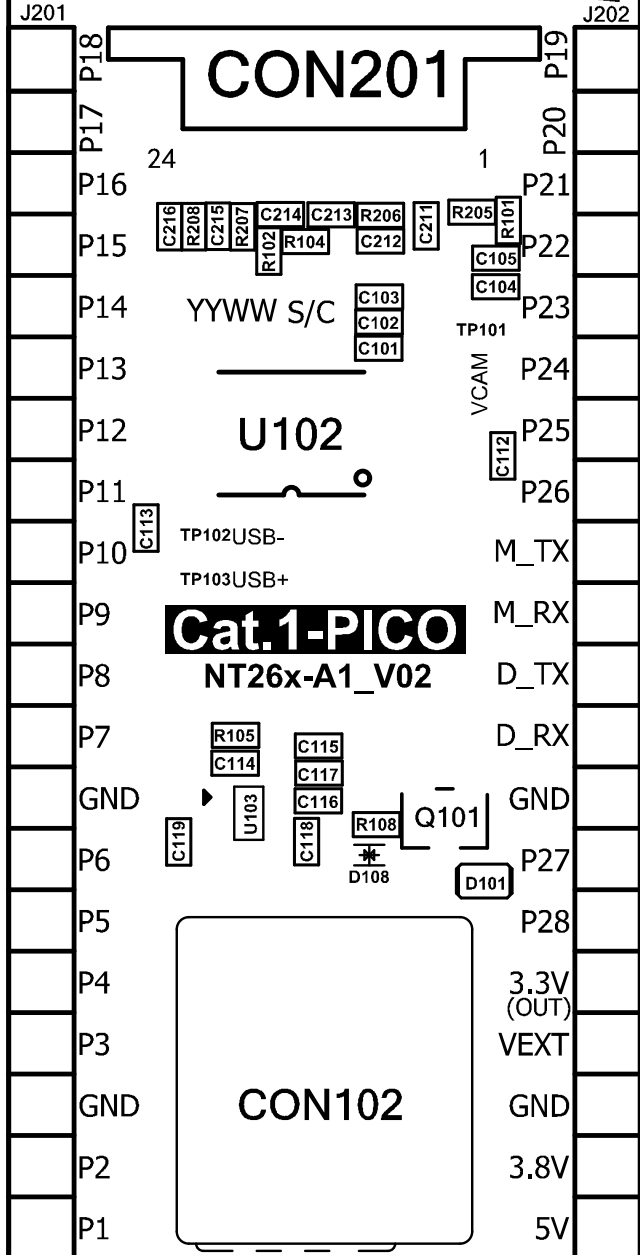 J201
J202
P18
CON201
P19
P17
P20
24
1
P16
P21
C216
R208
C215
R207
C214
C213
R206
C211
R205
R101
R102
R104
C212
P15
P22
C105
C104
P14
YYWW S/C
C103
P23
C102
TP101
C101
P13
VCAM
P24
P12
U102
P25
C112
P11
P26
C113
TP102USB-
P10
M_TX
TP103USB+
P9
Cat.1-PICO
M_RX
P8
NT26x-A1_V02
D_TX
P7
R105
C115
D_RX
C114
C117
GND
U103
C116
Q101
GND
C119
C118
R108
P6
D108
D101
P27
P5
P28
P4
3.3V
(OUT)
P3
VEXT
GND
CON102
GND
P2
3.8V
P1
5V